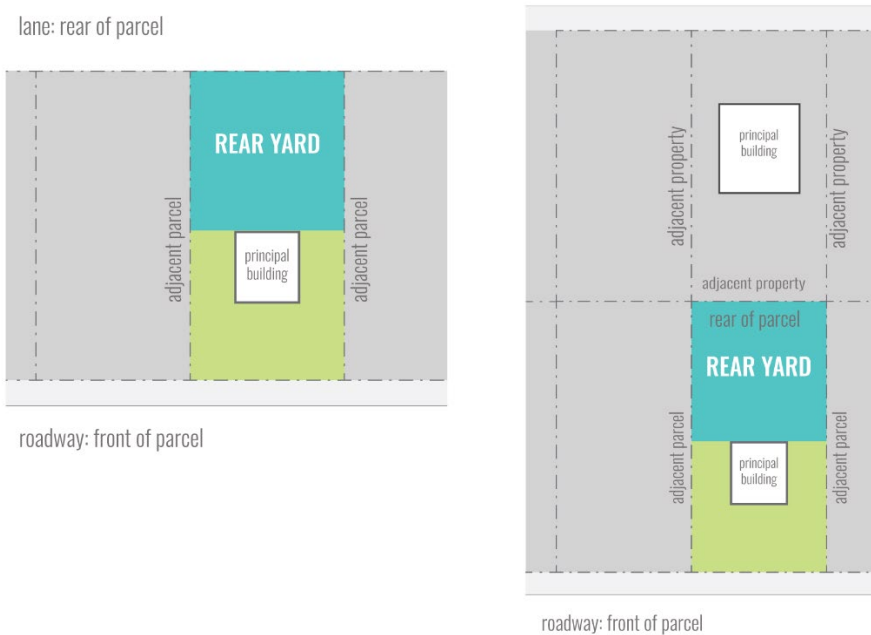 lane: rear of parcel
REAR YARD
adjacent parcel
principal
building
adjacent parcel
roadway: front of parcel
adjacent property
principal
building
adjacent property
adjacent property
rear of parcel
REAR YARD
adjacent parcel
principal
building
adjacent parcel
roadway: front of parcel